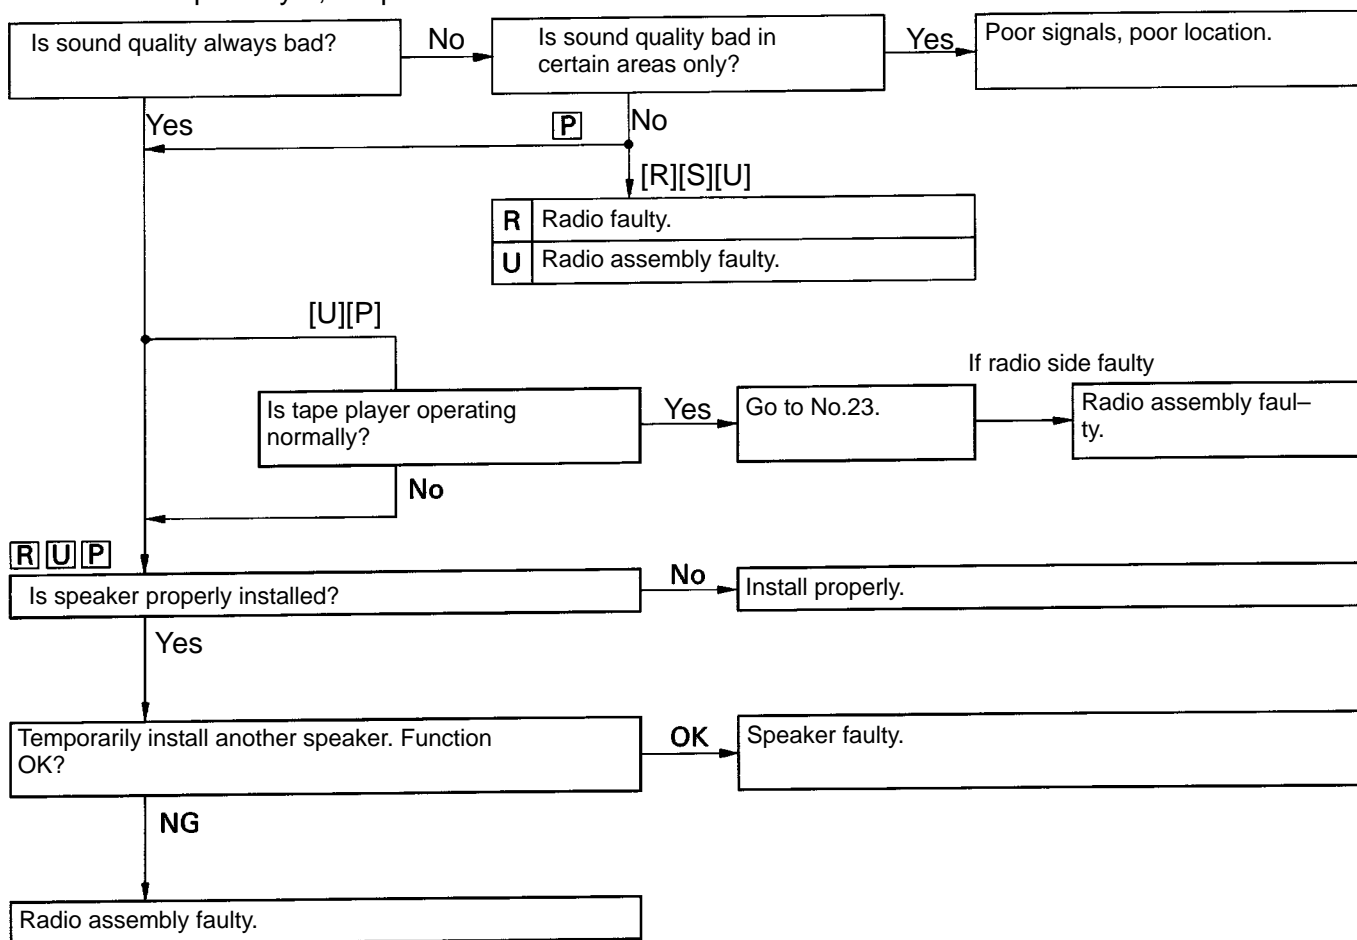 Is sound quality always bad?
No
Is sound quality bad in
certain areas only?
Yes
Poor signals, poor location.
Yes
P
No
[R][S][U]
R Radio faulty.
U Radio assembly faulty.
[U][P]
If radio side faulty
Is tape player operating
normally?
Yes
Go to No.23.
Radio assembly faul–
ty.
No
R U P
Is speaker properly installed?
No
Install properly.
Yes
Temporarily install another speaker. Function
OK?
OK
Speaker faulty.
NG
Radio assembly faulty.